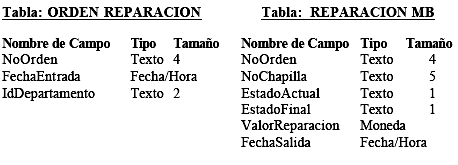 Tabla: ORDEN REPARACION
Nombre de Campo Tipo Tamaño
NoOrden Texto 4
FechaEntrada Fecha/Hora
IdDepartamento Texto 2
Tabla: REPARACION MB
Nombre de Campo Tipo Tamaño
NoOrden Texto 4
NoChapilla Texto 5
EstadoActual Texto 1
EstadoFinal Texto 1
ValorReparacion Moneda
FechaSalida Fecha/Hora